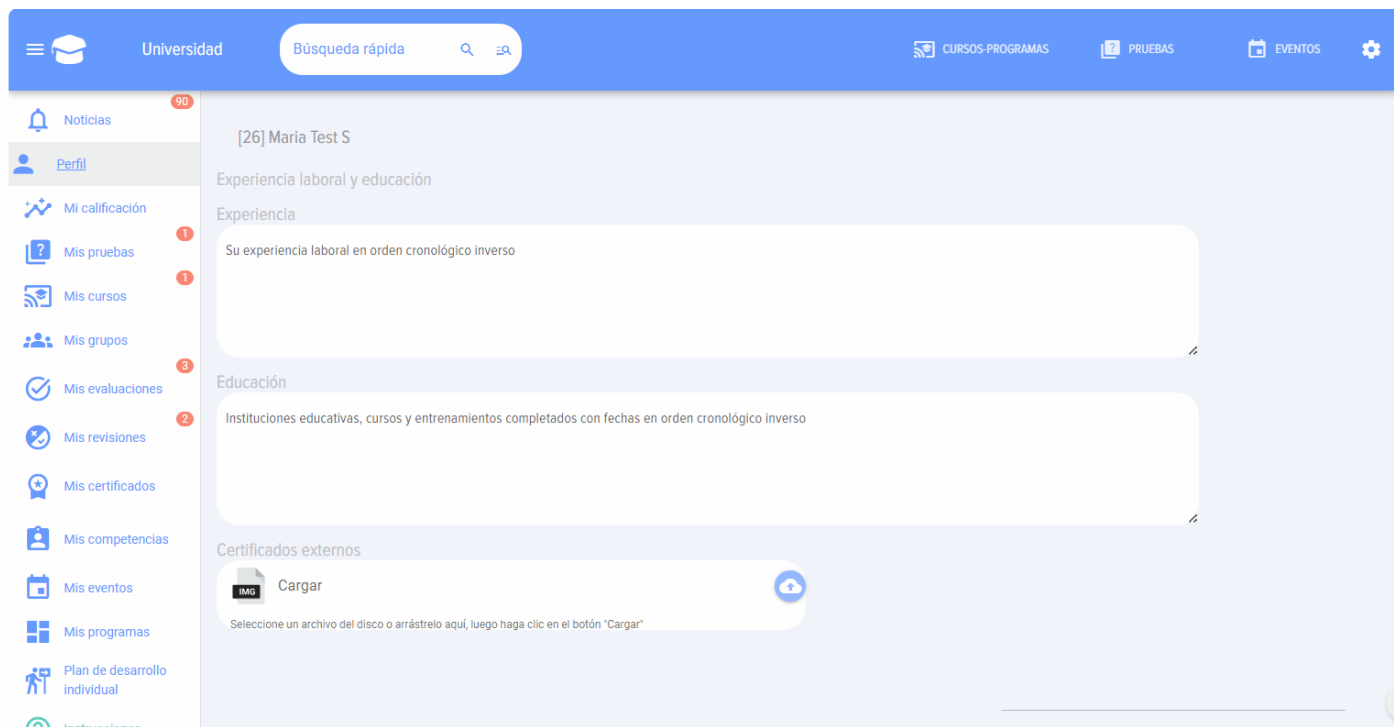 Universidad
Búsqueda rápida
CURSOS-PROGRAMAS
? PRUEBAS
EVENTOS
90
Noticias
Perfil
Mi calificación
1
? Mis pruebas
1
Mis cursos
Mis grupos
3
Mis evaluaciones
2
Mis revisiones
Mis certificados
Mis competencias
Mis eventos
Mis programas
Plan de desarrollo
individual
[26] Maria Test S
Experiencia laboral y educación
Experiencia
Su experiencia laboral en orden cronológico inverso
Educación
Instituciones educativas, cursos y entrenamientos completados con fechas en orden cronológico inverso
Certificados externos
IMG Cargar
Seleccione un archivo del disco o arrástrelo aquí, luego haga clic en el botón "Cargar"